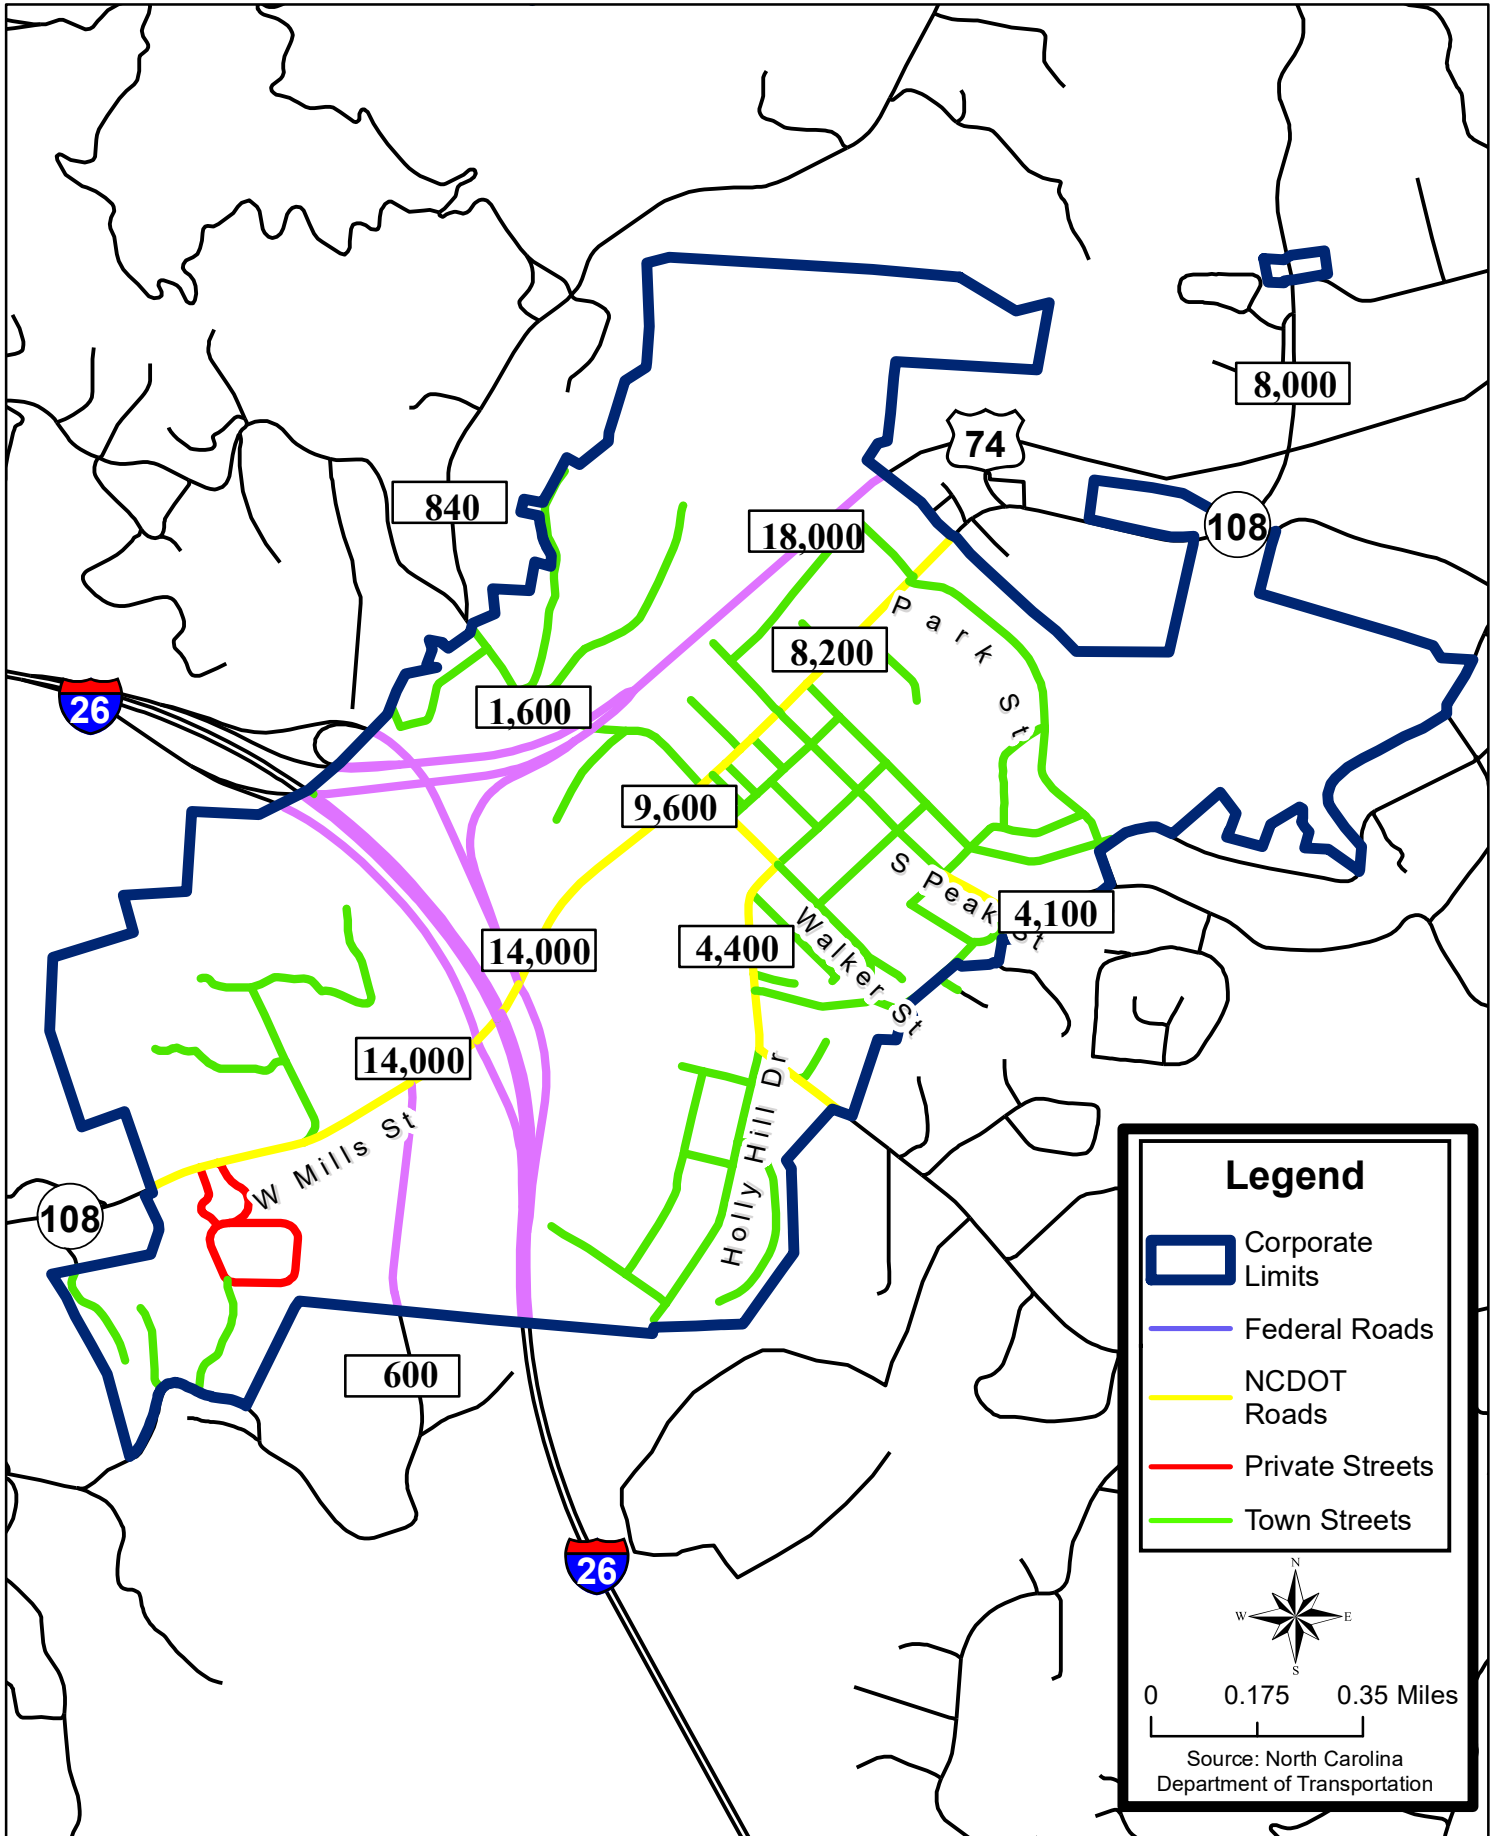 8,000
74
840
108
18,000
Park St
8,200
26
1,600
9,600
S Peak St
4,100
Walker St
14,000
4,400
14,000
W Mills St
Holly Hill Dr
108
600
26
Legend
Corporate
Limits
Federal Roads
NCDOT
Roads
Private Streets
Town Streets
N
W
E
S
0 0.175 0.35 Miles
Source: North Carolina
Department of Transportation